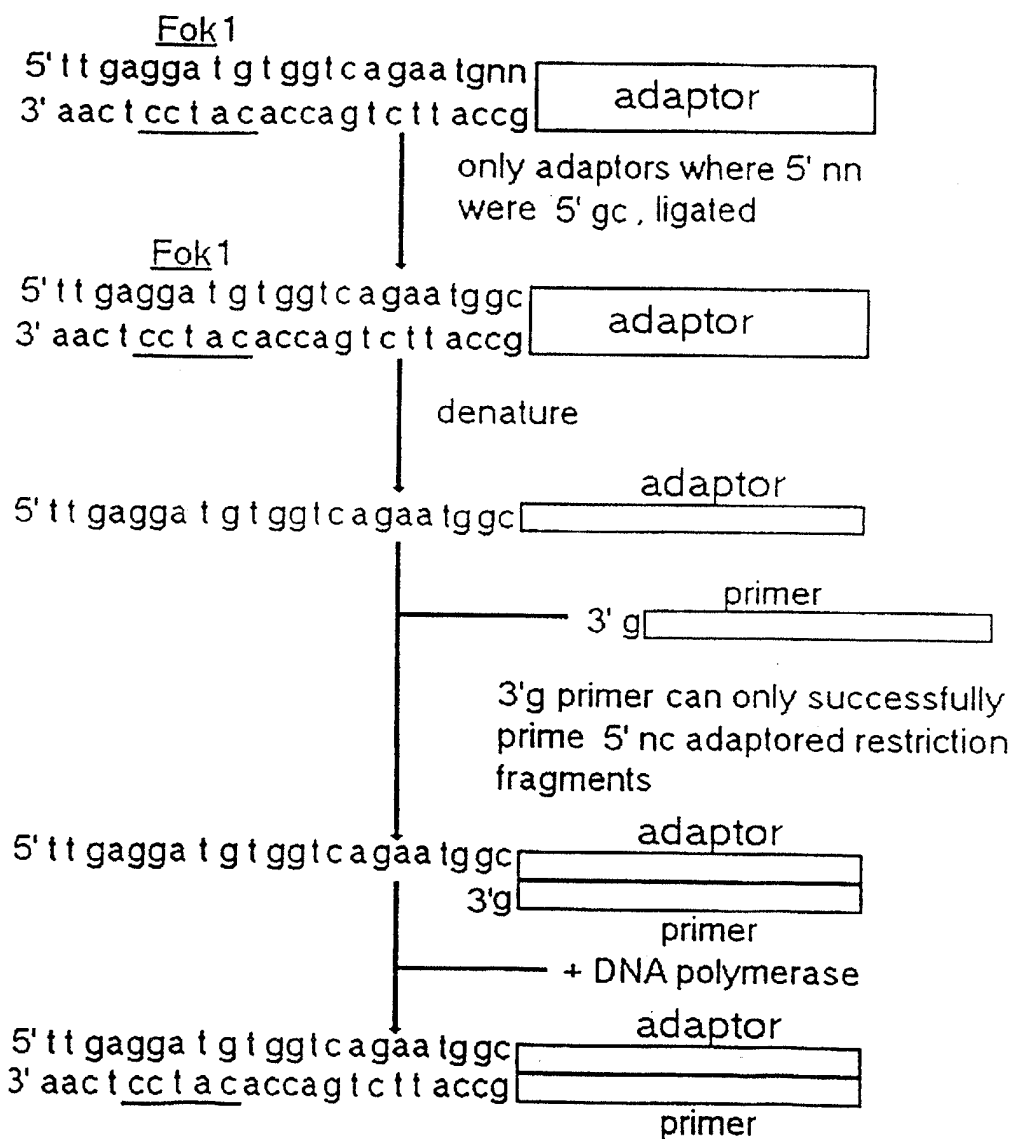 Fok1
5' t t gagga t g t ggt c agaa t gnn
adaptor
3' aac t cc t a c accag t c t t accg
only adaptors where 5' nn
were 5' gc , ligated
Fok1
5' t t gagga t g t ggt c agaa t ggc
adaptor
3' aac t cc t a c accag t c t t accg
denature
adaptor
5' t t gagga t g t ggt c agaa t ggc
primer
3' g
3'g primer can only successfully
prime 5' nc adaptored restriction
fragments
adaptor
5' t t gagga t g t ggt c agaa t ggc
3'g
primer
+ DNA polymerase
adaptor
5' t t gagga t g t ggt c agaa t ggc
3' aac t cc t a c accag t c t t accg
primer